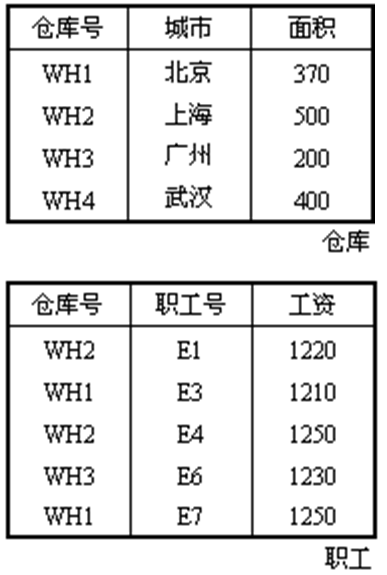 仓库号 城市 面积
WH1 北京 370
WH2 上海 500
WH3 广州 200
WH4 武汉 400
仓库
仓库号 职工号 工资
WH2 E1 1220
WH1 E3 1210
WH2 E4 1250
WH3 E6 1230
WH1 E7 1250
职工